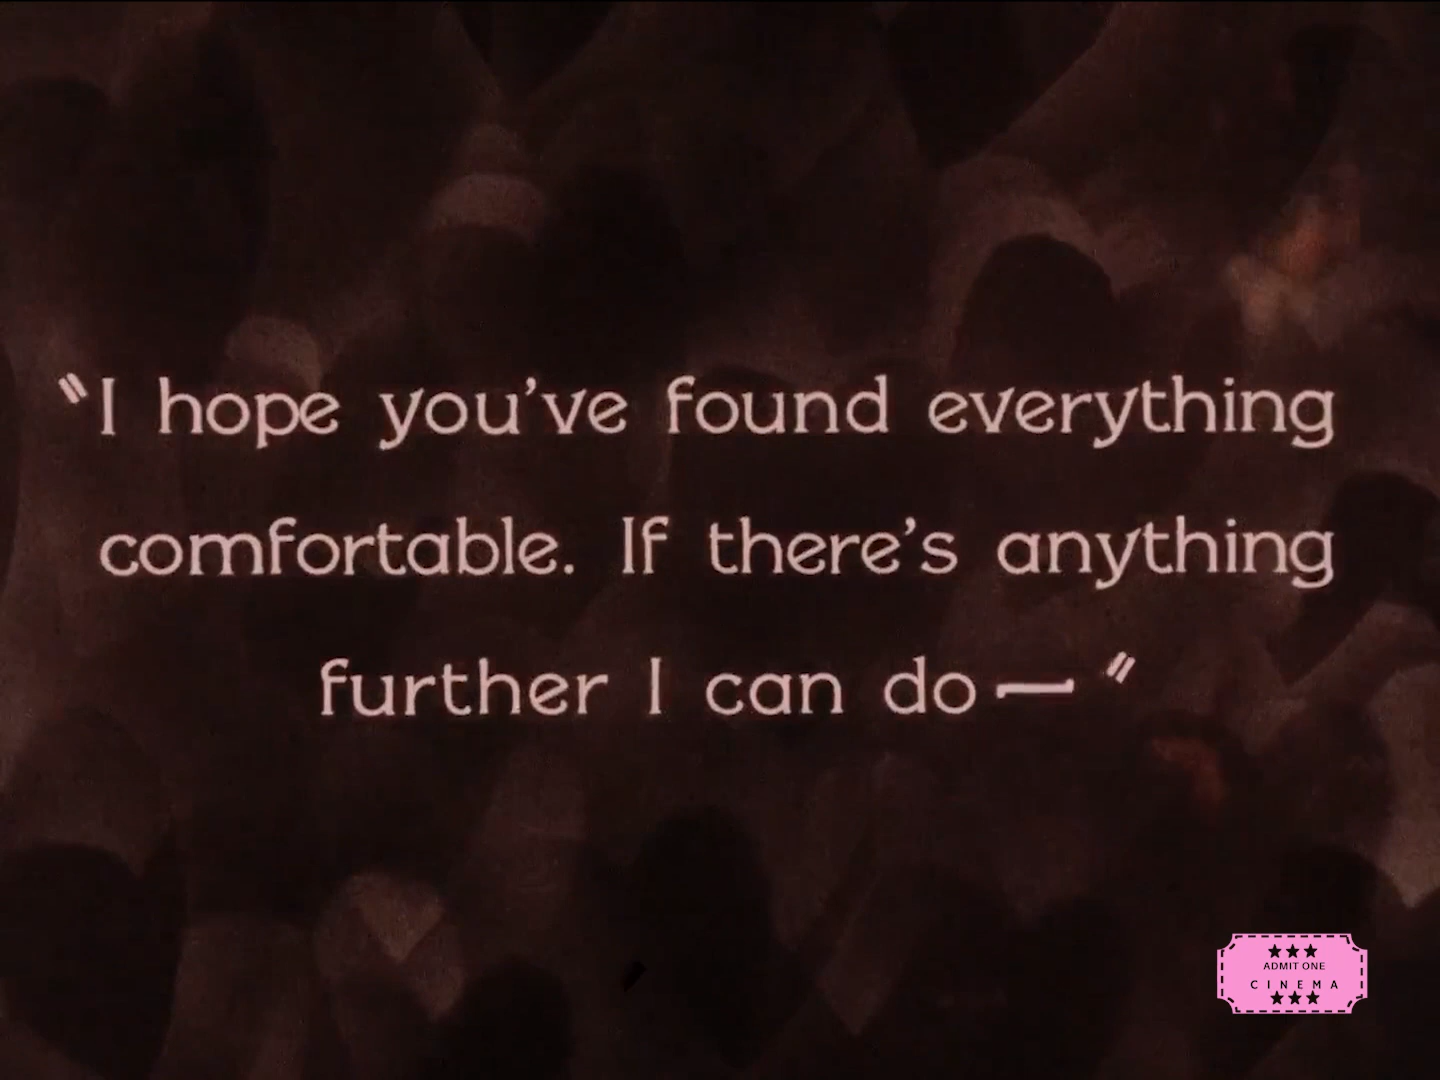 "I hope you've found everything
comfortable. If there's anything
further I can do—"
ADMIT ONE
CINEMA